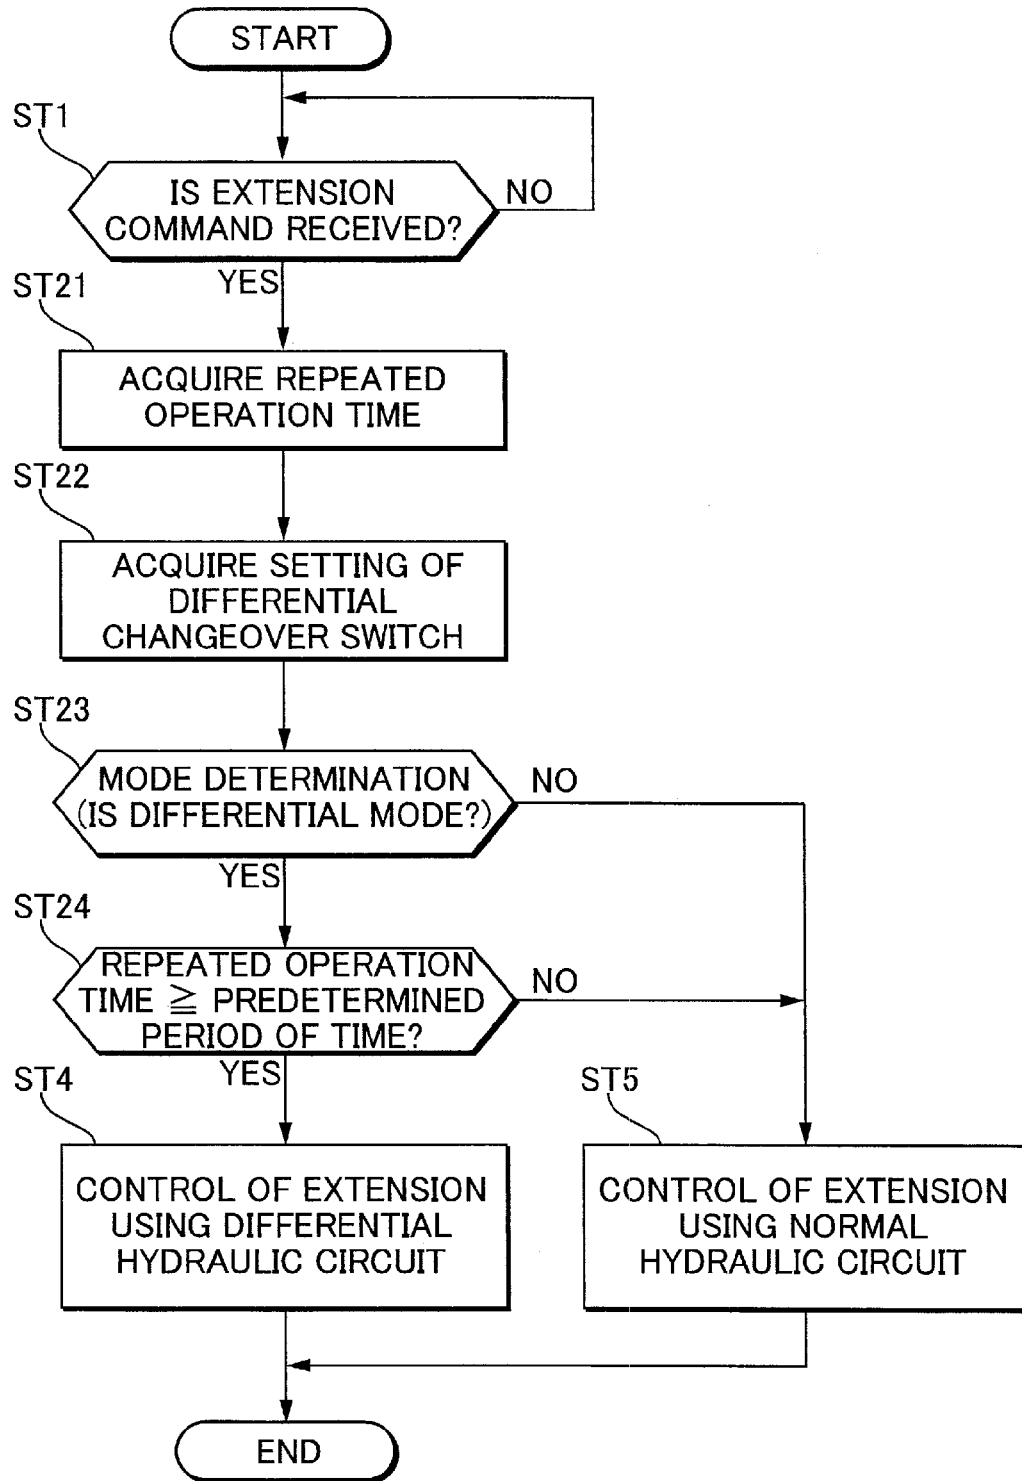 START
ST1
IS EXTENSION
COMMAND RECEIVED?
NO
YES
ST21
ACQUIRE REPEATED
OPERATION TIME
ST22
ACQUIRE SETTING OF
DIFFERENTIAL
CHANGEOVER SWITCH
ST23
MODE DETERMINATION
(IS DIFFERENTIAL MODE?)
NO
YES
ST24
REPEATED OPERATION
TIME ≧ PREDETERMINED
PERIOD OF TIME?
NO
YES
ST4
CONTROL OF EXTENSION
USING DIFFERENTIAL
HYDRAULIC CIRCUIT
ST5
CONTROL OF EXTENSION
USING NORMAL
HYDRAULIC CIRCUIT
END